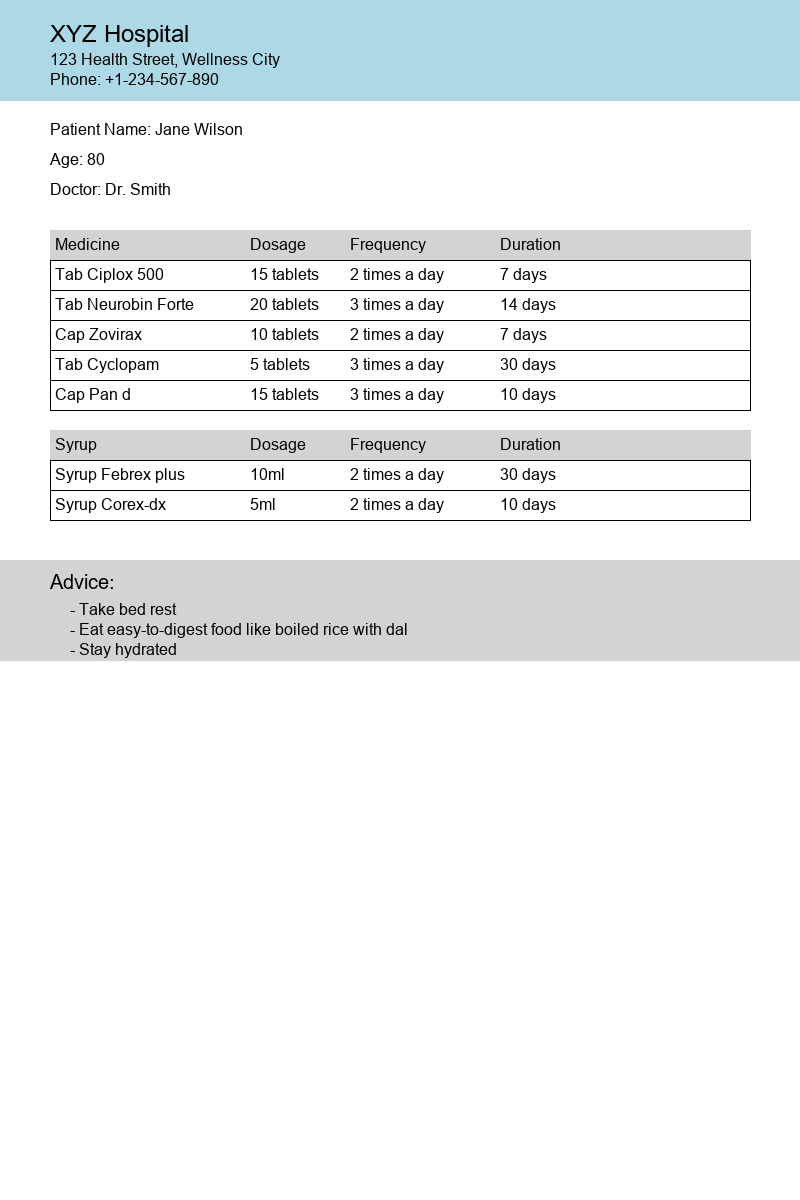 XYZ Hospital
123 Health Street, Wellness City
Phone: +1-234-567-890
Patient Name: Jane Wilson
Age: 80
Doctor: Dr. Smith
Medicine Dosage Frequency Duration
Tab Ciplox 500 15 tablets 2 times a day 7 days
Tab Neurobin Forte 20 tablets 3 times a day 14 days
Cap Zovirax 10 tablets 2 times a day 7 days
Tab Cyclopam 5 tablets 3 times a day 30 days
Cap Pan d 15 tablets 3 times a day 10 days
Syrup Dosage Frequency Duration
Syrup Febrex plus 10ml 2 times a day 30 days
Syrup Corex-dx 5ml 2 times a day 10 days
Advice:
- Take bed rest
- Eat easy-to-digest food like boiled rice with dal
- Stay hydrated